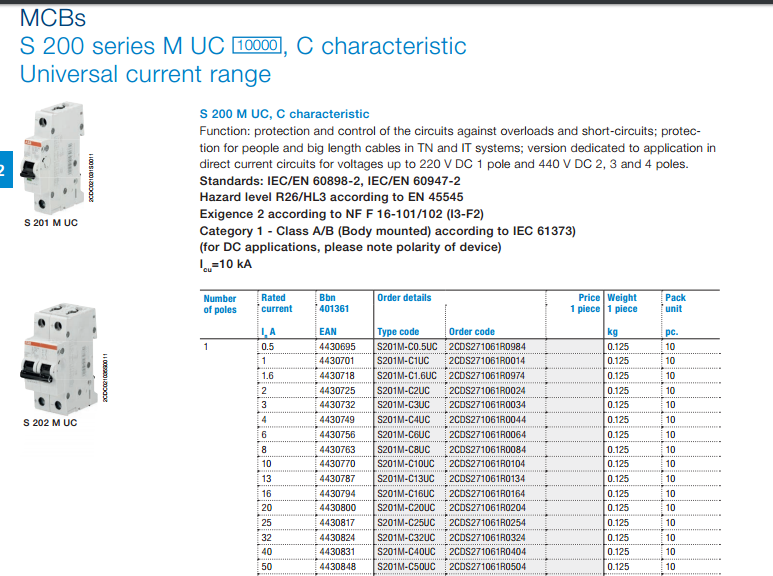 MCBs
S 200 series M UC 10000, C characteristic
Universal current range
S 200 M UC, C characteristic
Function: protection and control of the circuits against overloads and short-circuits; protec-
tion for people and big length cables in TN and IT systems; version dedicated to application in
direct current circuits for voltages up to 220 V DC 1 pole and 440 V DC 2, 3 and 4 poles.
Standards: IEC/EN 60898-2, IEC/EN 60947-2
Hazard level R26/HL3 according to EN 45545
Exigence 2 according to NF F 16-101/102 (I3-F2)
Category 1 - Class A/B (Body mounted) according to IEC 61373)
(for DC applications, please note polarity of device)
Icu=10 kA
2
ABB
S 201 M UC
ABB
S 202 M UC
Number Rated Bbn Order details Price Weight Pack
of poles current 401361 1 piece 1 piece unit
In A EAN Type code Order code kg pc.
1 0.5 4430695 S201M-C0.5UC 2CDS271061R0984 0.125 10
1 4430701 S201M-C1UC 2CDS271061R0014 0.125 10
1.6 4430718 S201M-C1.6UC 2CDS271061R0974 0.125 10
2 4430725 S201M-C2UC 2CDS271061R0024 0.125 10
3 4430732 S201M-C3UC 2CDS271061R0034 0.125 10
4 4430749 S201M-C4UC 2CDS271061R0044 0.125 10
6 4430756 S201M-C6UC 2CDS271061R0064 0.125 10
8 4430763 S201M-C8UC 2CDS271061R0084 0.125 10
10 4430770 S201M-C10UC 2CDS271061R0104 0.125 10
13 4430787 S201M-C13UC 2CDS271061R0134 0.125 10
16 4430794 S201M-C16UC 2CDS271061R0164 0.125 10
20 4430800 S201M-C20UC 2CDS271061R0204 0.125 10
25 4430817 S201M-C25UC 2CDS271061R0254 0.125 10
32 4430824 S201M-C32UC 2CDS271061R0324 0.125 10
40 4430831 S201M-C40UC 2CDS271061R0404 0.125 10
50 4430848 S201M-C50UC 2CDS271061R0504 0.125 10